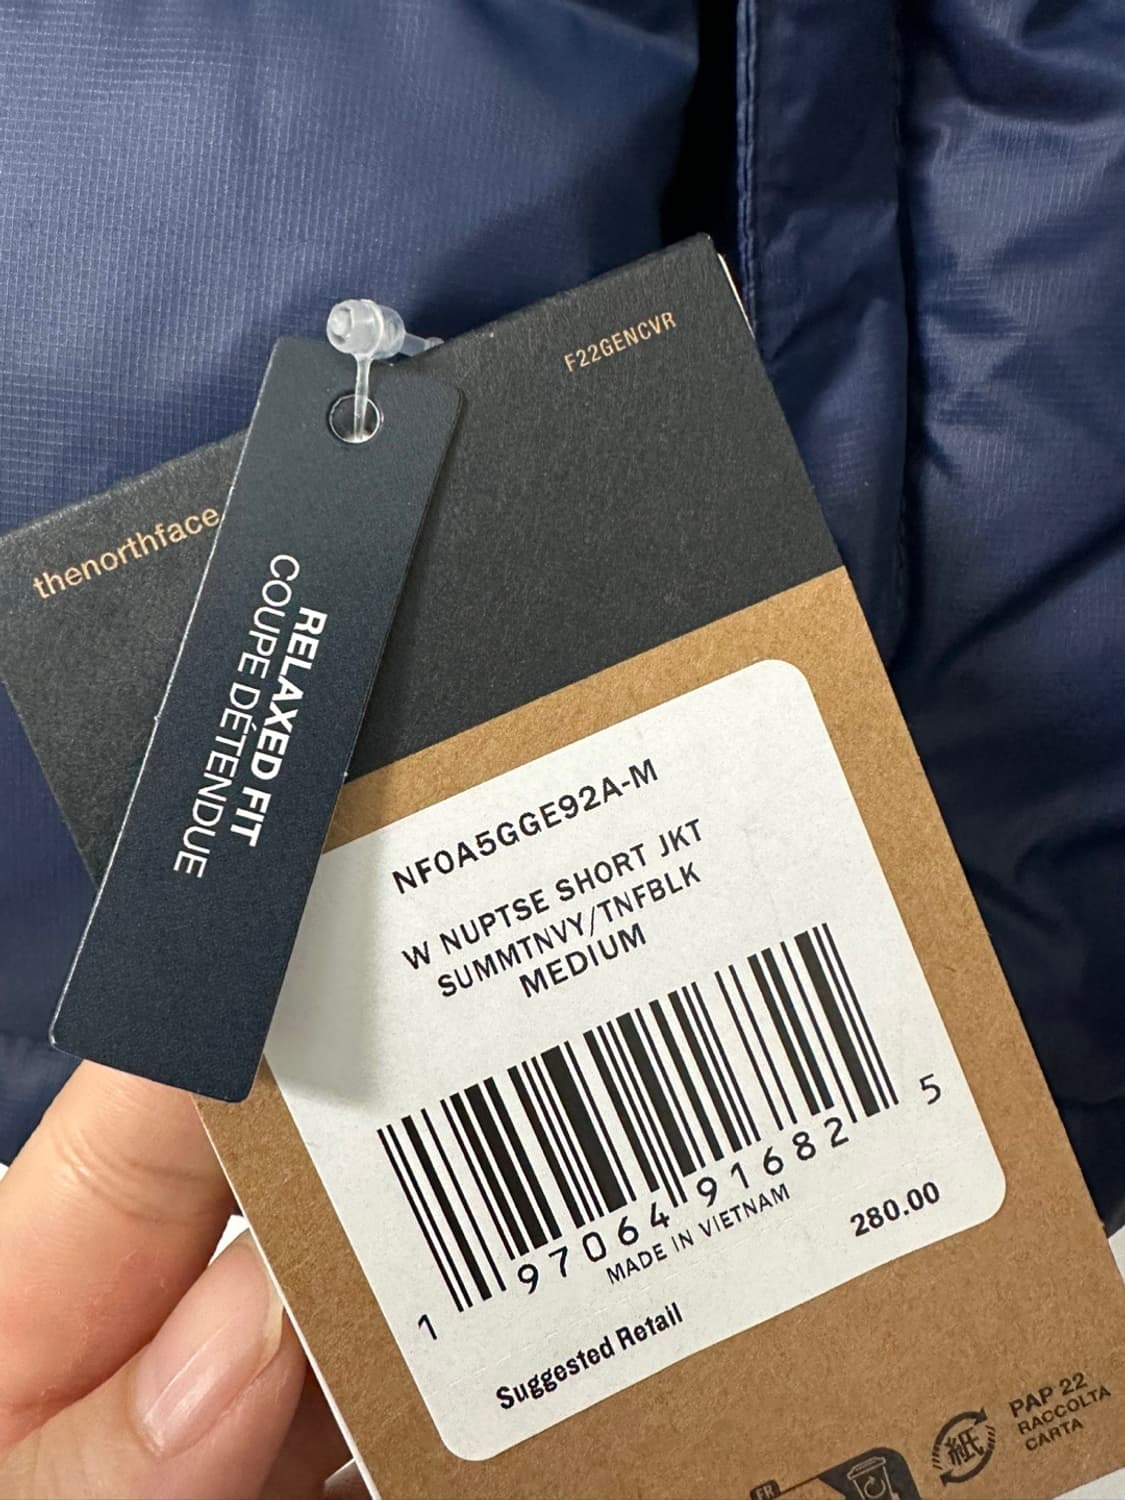 F22GENCVR
thenorthface
RELAXED FIT
COUPE DÉTENDUE
NF0A5GGE92A-M
W NUPTSE SHORT JKT
SUMMTNVY/TNFBLK
MEDIUM
1 97064 91682 5
MADE IN VIETNAM
280.00
Suggested Retail
紙
PAP 22
RACCOLTA
CARTA
FR